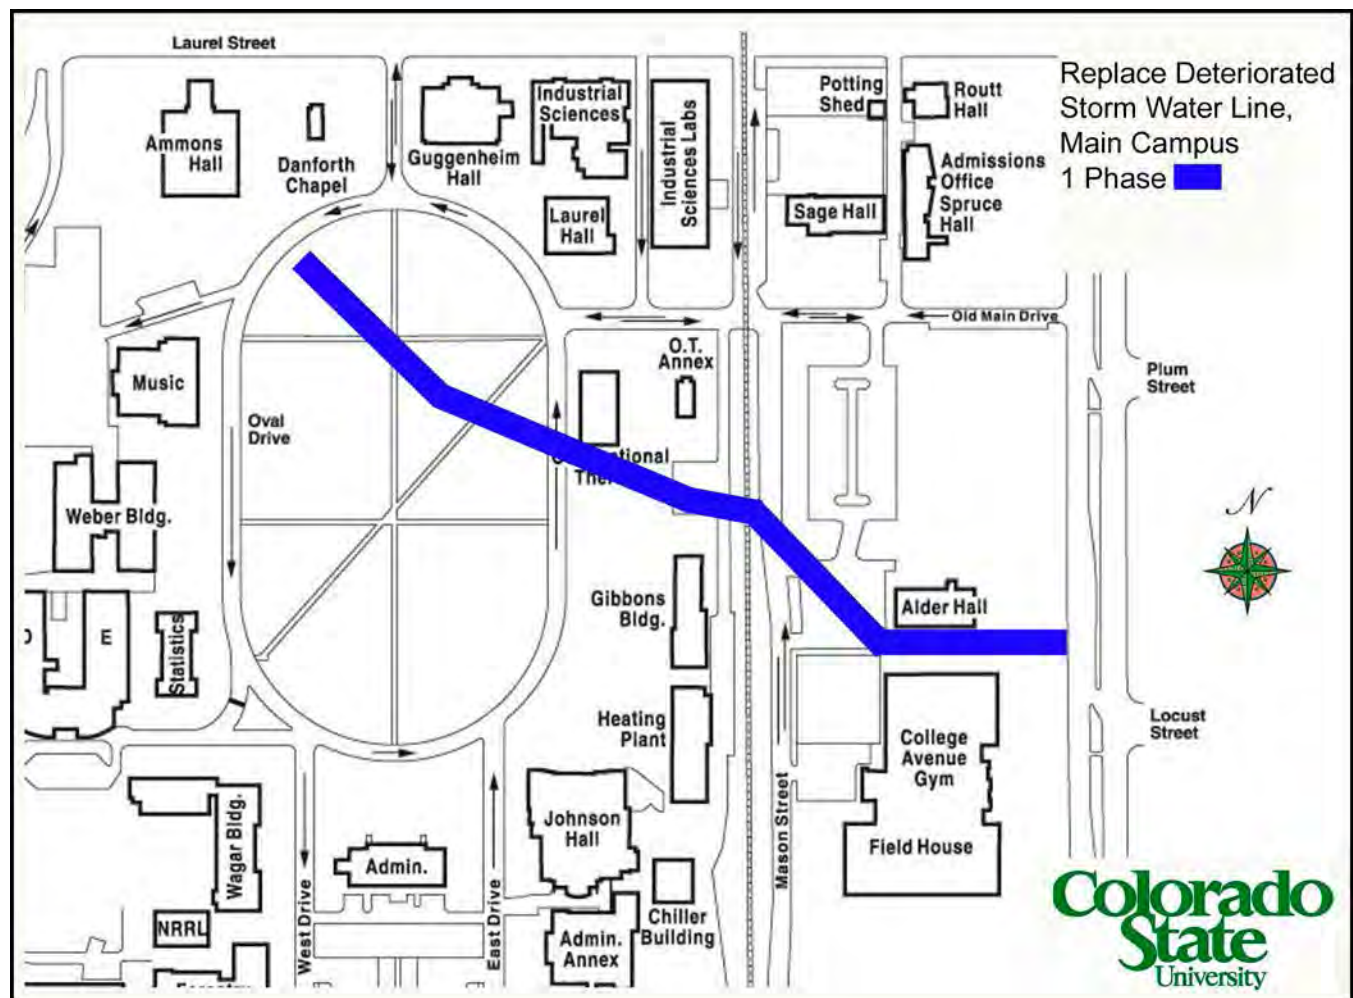 Laurel Street
Replace Deteriorated
Storm Water Line,
Main Campus
1 Phase
Ammons
Hall
Danforth
Chapel
Guggenheim
Hall
Industrial
Sciences
Laurel
Hall
Industrial
Sciences Labs
Potting
Shed
Routt
Hall
Sage Hall
Admissions
Office
Spruce
Hall
Old Main Drive
Music
Oval
Drive
O.T.
Annex
Plum
Street
Weber Bldg.
N
E
Statistics
Gibbons
Bldg.
Alder Hall
Heating
Plant
College
Avenue
Gym
Field House
Locust
Street
Mason Street
Wagar Bldg.
Admin.
Johnson
Hall
NRRL
West Drive
East Drive
Admin.
Annex
Chiller
Building
Colorado
State
University